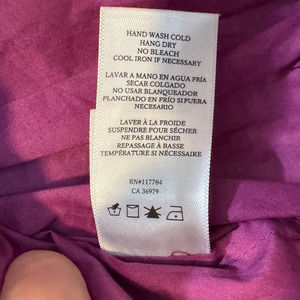 HAND WASH COLD
HANG DRY
NO BLEACH
COOL IRON IF NECESSARY
LAVAR A MANO EN AGUA FRÍA
SECAR COLGADO
NO USAR BLANQUEADOR
PLANCHADO EN FRÍO SI FUERA
NECESARIO
LAVER À LA FROIDE
SUSPENDRE POUR SÉCHER
NE PAS BLANCHIR
REPASSAGE À BASSE
TEMPÉRATURE SI NÉCESSAIRE
RN#117784
CA 36979